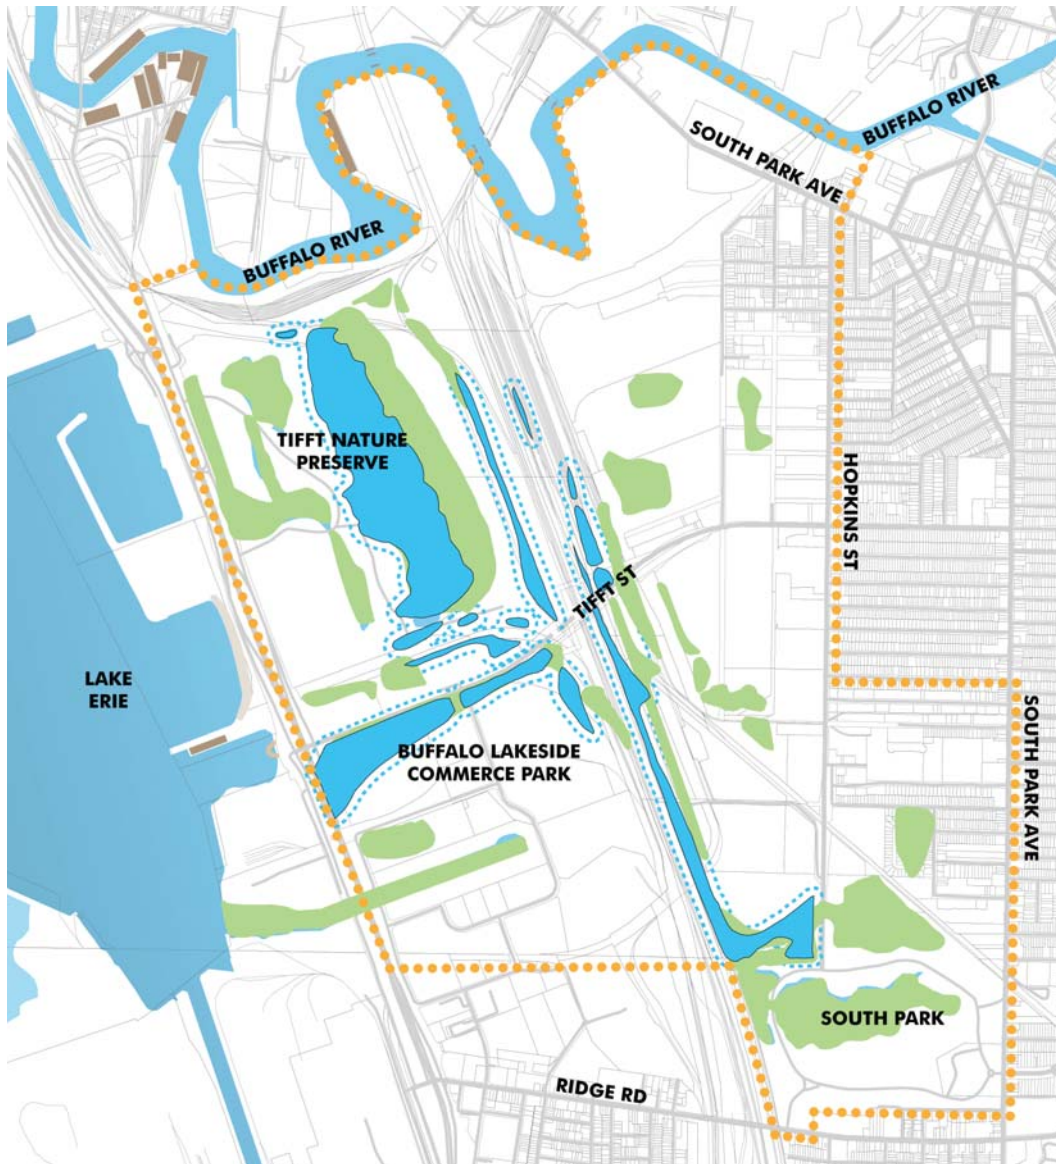 BUFFALO RIVER
SOUTH PARK AVE
BUFFALO RIVER
TIFFT NATURE
PRESERVE
HOPKINS ST
TIFFT ST
LAKE
ERIE
BUFFALO LAKESIDE
COMMERCE PARK
SOUTH PARK AVE
SOUTH PARK
RIDGE RD